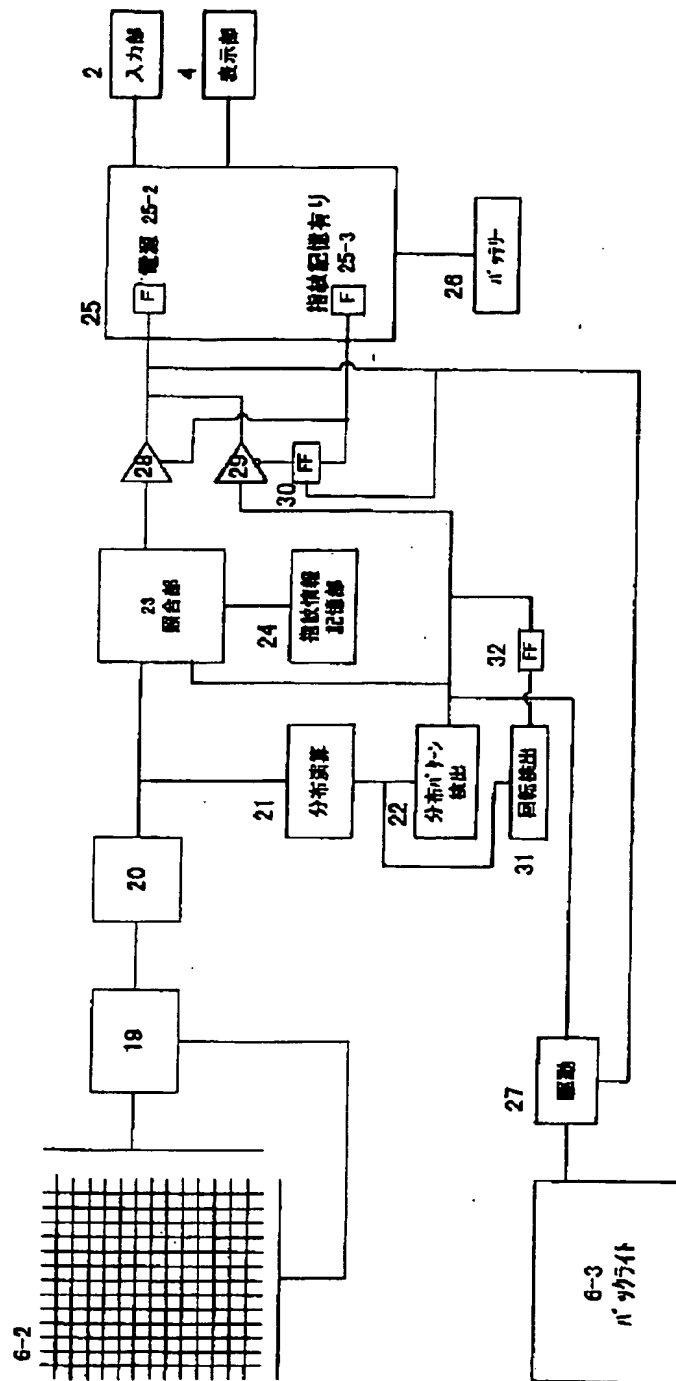 6-2
19
20
21
分布演算
22
分布パターン
検出
31
回転検出
32
FF
23
照合部
24
指紋情報
記憶部
28
29
30
FF
25
F
電源 25-2
指紋記憶有り
25-3
F
2
入力部
4
表示部
26
バッテリー
27
駆動
6-3
バックライト